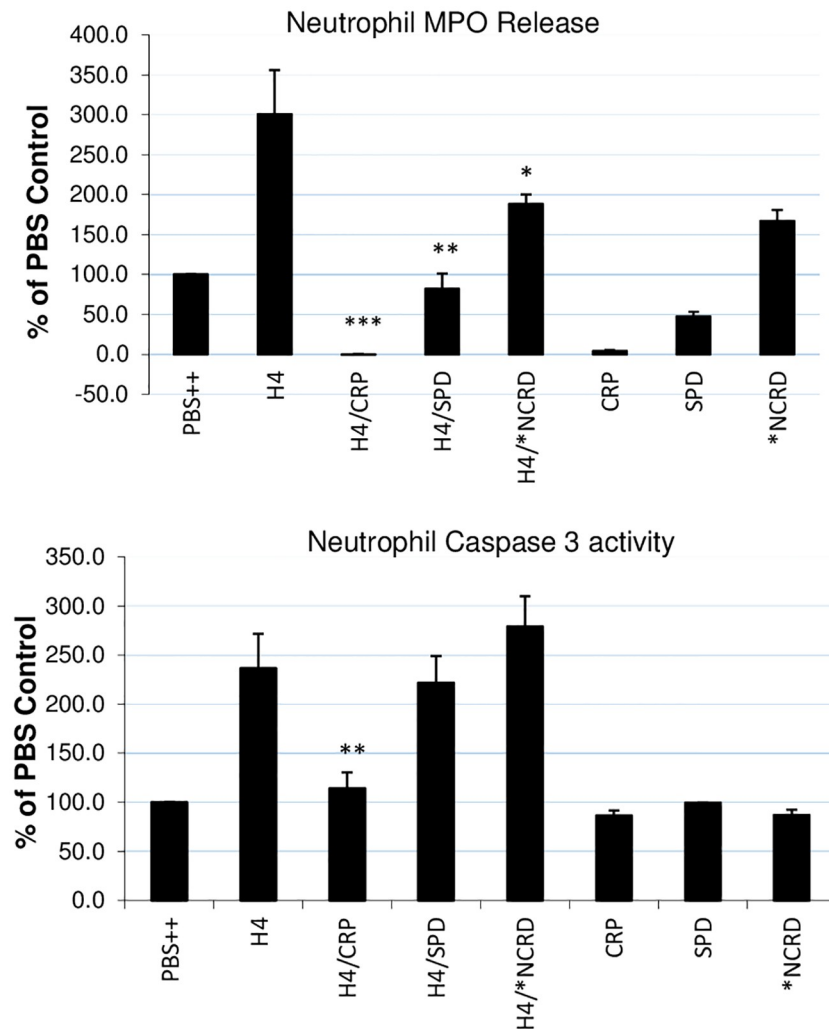 Neutrophil MPO Release
% of PBS Control
400.0
350.0
300.0
250.0
200.0
150.0
100.0
50.0
0.0
-50.0
***
**
*
PBS++
H4
H4/CRP
H4/SPD
H4/*NCRD
CRP
SPD
*NCRD
Neutrophil Caspase 3 activity
% of PBS Control
350.0
300.0
250.0
200.0
150.0
100.0
50.0
0.0
**
PBS++
H4
H4/CRP
H4/SPD
H4/*NCRD
CRP
SPD
*NCRD